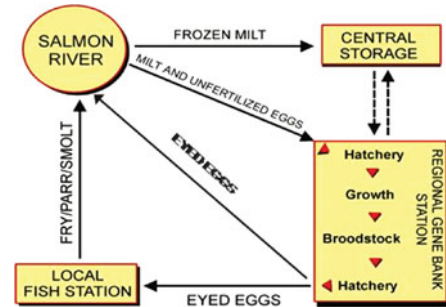 SALMON
RIVER
FROZEN MILT
CENTRAL
STORAGE
MILT AND UNFERTILIZED EGGS
EYED EGGS
FRY/PARR/SMOLT
REGIONAL GENE BANK
STATION
Hatchery
Growth
Broodstock
Hatchery
LOCAL
FISH STATION
EYED EGGS